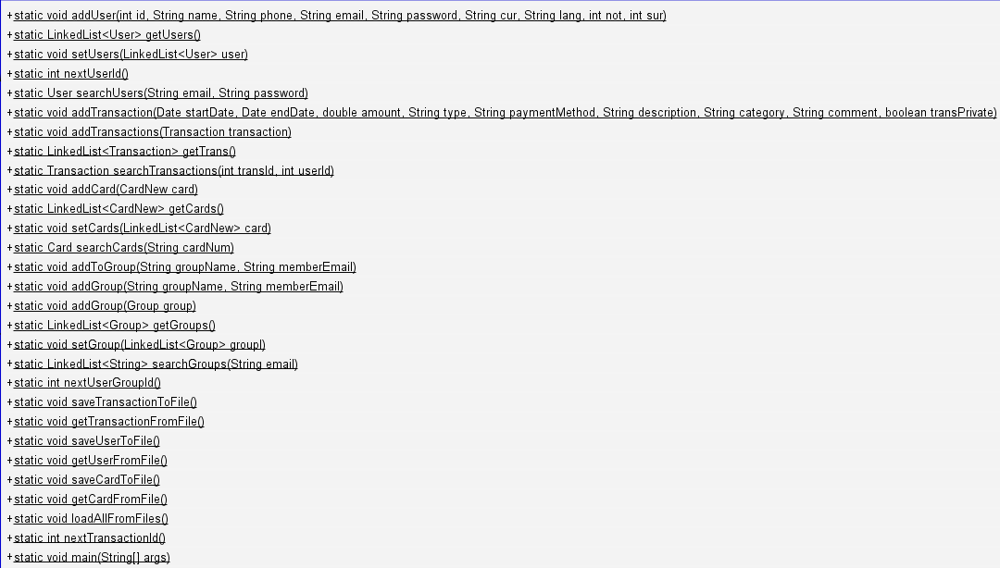 +static void addUser(int id, String name, String phone, String email, String password, String cur, String lang, int not, int sur)
+static LinkedList<User> getUsers()
+static void setUsers(LinkedList<User> user)
+static int nextUserId()
+static User searchUsers(String email, String password)
+static void addTransaction(Date startDate, Date endDate, double amount, String type, String paymentMethod, String description, String category, String comment, boolean transPrivate)
+static void addTransactions(Transaction transaction)
+static LinkedList<Transaction> getTrans()
+static Transaction searchTransactions(int transId, int userId)
+static void addCard(CardNew card)
+static LinkedList<CardNew> getCards()
+static void setCards(LinkedList<CardNew> card)
+static Card searchCards(String cardNum)
+static void addToGroup(String groupName, String memberEmail)
+static void addGroup(String groupName, String memberEmail)
+static void addGroup(Group group)
+static LinkedList<Group> getGroups()
+static void setGroup(LinkedList<Group> groupl)
+static LinkedList<String> searchGroups(String email)
+static int nextUserGroupId()
+static void saveTransactionToFile()
+static void getTransactionFromFile()
+static void saveUserToFile()
+static void getUserFromFile()
+static void saveCardToFile()
+static void getCardFromFile()
+static void loadAllFromFiles()
+static int nextTransactionId()
+static void main(String[] args)